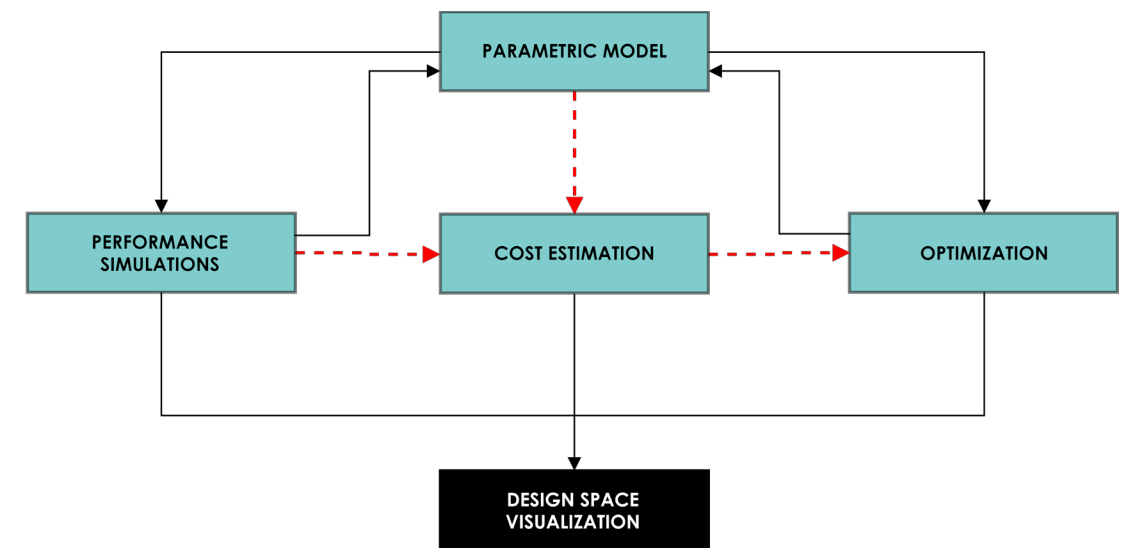 PARAMETRIC MODEL
PERFORMANCE
SIMULATIONS
COST ESTIMATION
OPTIMIZATION
DESIGN SPACE
VISUALIZATION